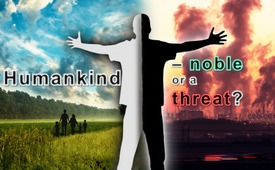 Humankind
– noble
or a
threat?